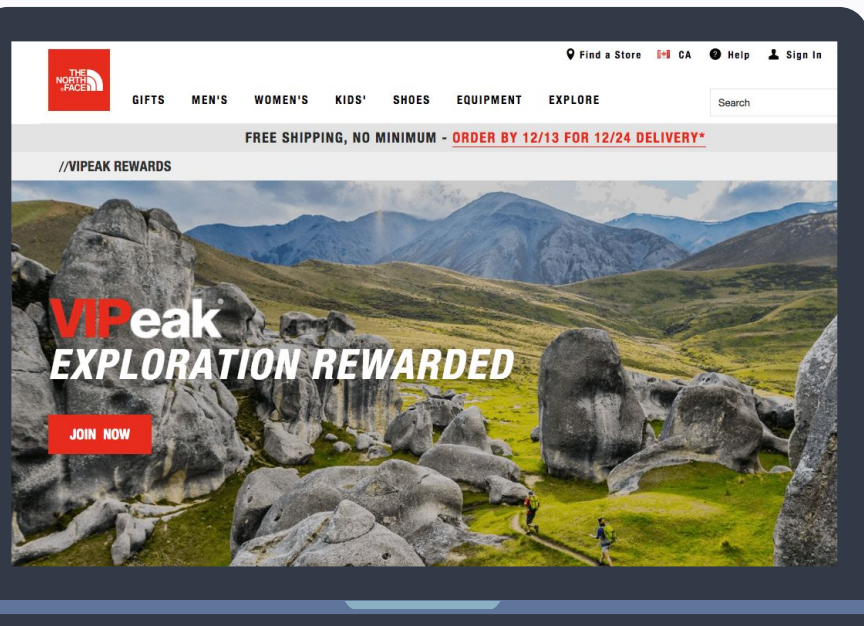 Find a Store CA Help Sign In
THE
NORTH
FACE
GIFTS MEN'S WOMEN'S KIDS' SHOES EQUIPMENT EXPLORE Search
FREE SHIPPING, NO MINIMUM - ORDER BY 12/13 FOR 12/24 DELIVERY*
//VIPEAK REWARDS
VIPeak
EXPLORATION REWARDED
JOIN NOW